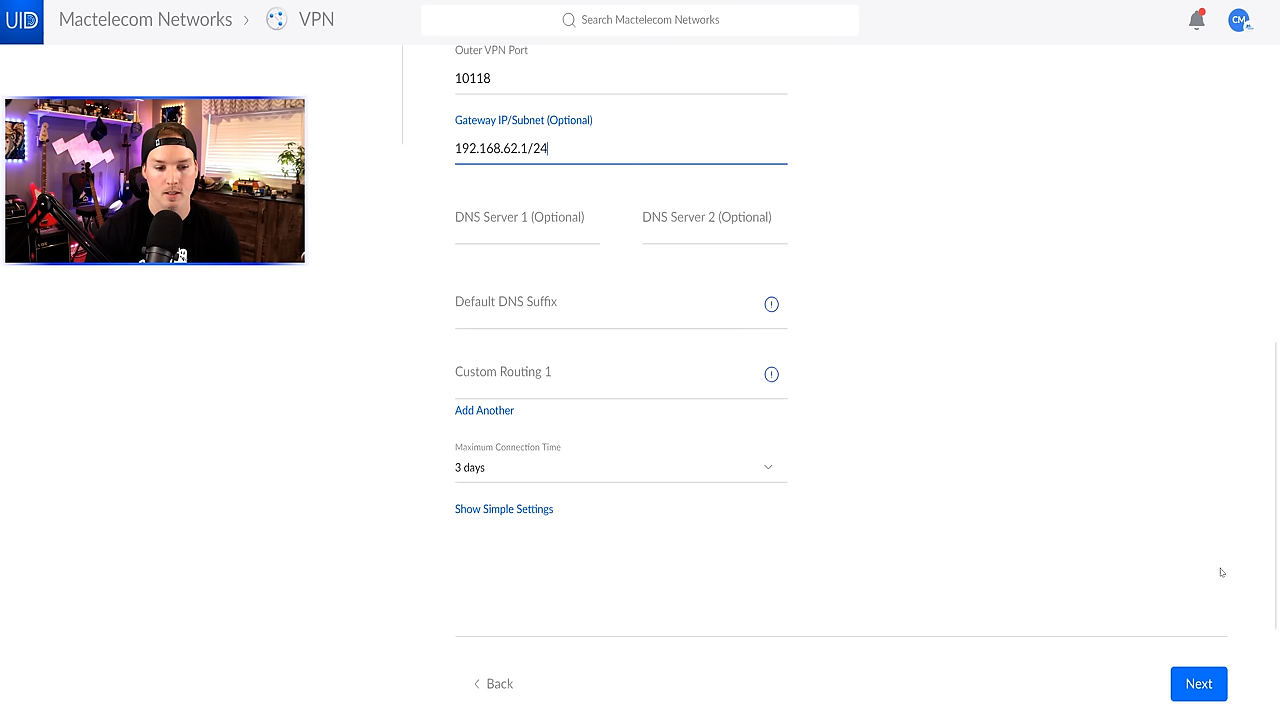 UID Mactelecom Networks › VPN
Search Mactelecom Networks
CM
Outer VPN Port
10118
Gateway IP/Subnet (Optional)
192.168.62.1/24
DNS Server 1 (Optional) DNS Server 2 (Optional)
Default DNS Suffix
Custom Routing 1
Add Another
Maximum Connection Time
3 days
Show Simple Settings
Back
Next